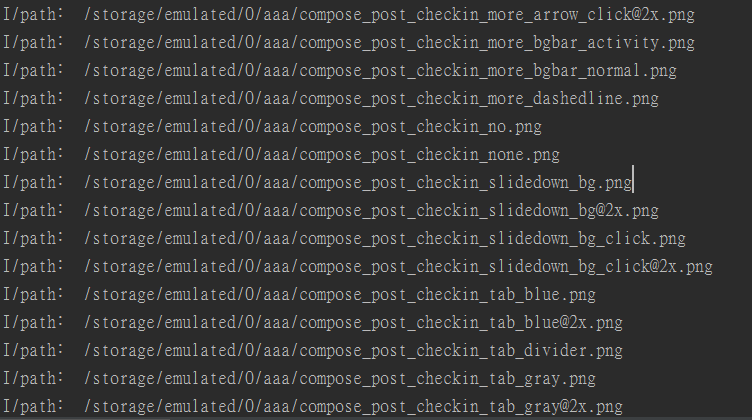 I/path: /storage/emulated/0/aaa/compose_post_checkin_more_arrow_click@2x.png
I/path: /storage/emulated/0/aaa/compose_post_checkin_more_bgbar_activity.png
I/path: /storage/emulated/0/aaa/compose_post_checkin_more_bgbar_normal.png
I/path: /storage/emulated/0/aaa/compose_post_checkin_more_dashedline.png
I/path: /storage/emulated/0/aaa/compose_post_checkin_no.png
I/path: /storage/emulated/0/aaa/compose_post_checkin_none.png
I/path: /storage/emulated/0/aaa/compose_post_checkin_slidedown_bg.png
I/path: /storage/emulated/0/aaa/compose_post_checkin_slidedown_bg@2x.png
I/path: /storage/emulated/0/aaa/compose_post_checkin_slidedown_bg_click.png
I/path: /storage/emulated/0/aaa/compose_post_checkin_slidedown_bg_click@2x.png
I/path: /storage/emulated/0/aaa/compose_post_checkin_tab_blue.png
I/path: /storage/emulated/0/aaa/compose_post_checkin_tab_blue@2x.png
I/path: /storage/emulated/0/aaa/compose_post_checkin_tab_divider.png
I/path: /storage/emulated/0/aaa/compose_post_checkin_tab_gray.png
I/path: /storage/emulated/0/aaa/compose_post_checkin_tab_gray@2x.png